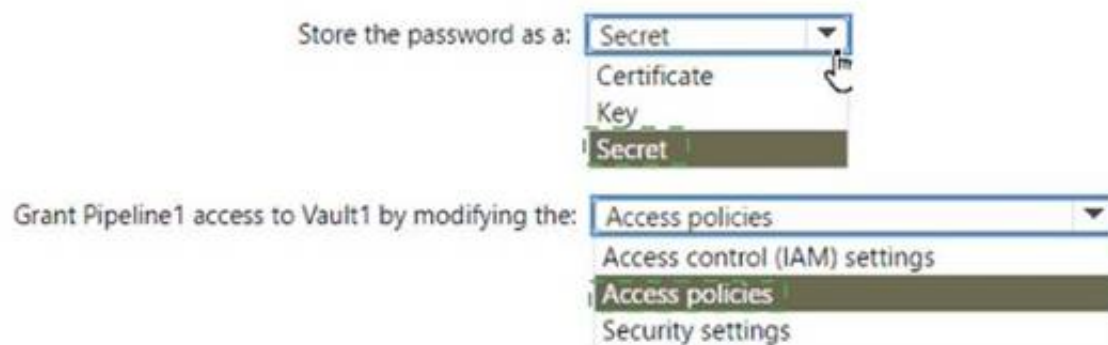 Store the password as a: Secret
Certificate
Key
Secret
Grant Pipeline1 access to Vault1 by modifying the: Access policies
Access control (IAM) settings
Access policies
Security settings